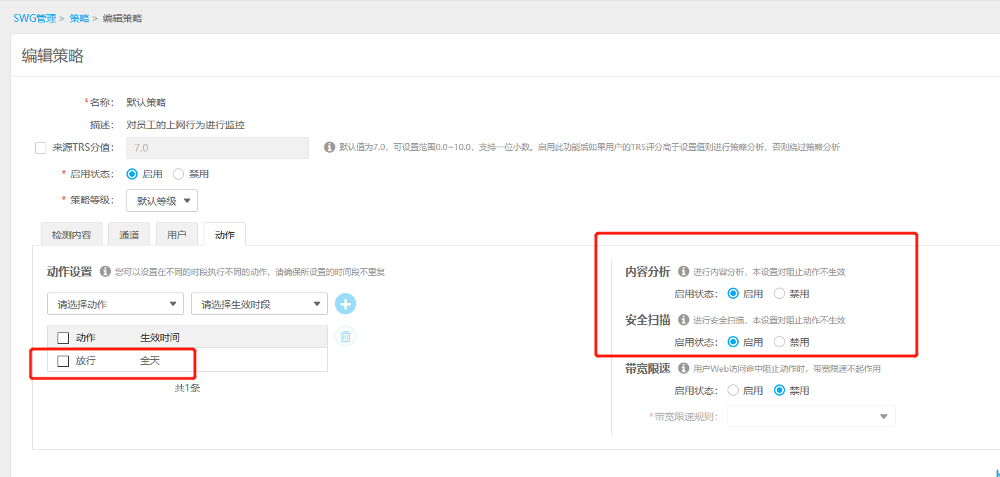 SWG管理 > 策略 > 编辑策略
编辑策略
*名称： 默认策略
描述： 对员工的上网行为进行监控
来源TRS分值： 7.0 默认值为7.0，可设置范围0.0~10.0，支持一位小数。启用此功能后如果用户的TRS评分高于设置值则进行策略分析，否则绕过策略分析
* 启用状态： 启用 禁用
* 策略等级： 默认等级
检测内容 通道 用户 动作
动作设置 您可以设置在不同的时段执行不同的动作，请确保所设置的时间段不重复
请选择动作 请选择生效时段
动作 生效时间
放行 全天
共1条
内容分析 进行内容分析，本设置对阻止动作不生效
启用状态： 启用 禁用
安全扫描 进行安全扫描，本设置对阻止动作不生效
启用状态： 启用 禁用
带宽限速 用户Web访问命中阻止动作时，带宽限速不起作用
启用状态： 启用 禁用
*带宽限速规则：